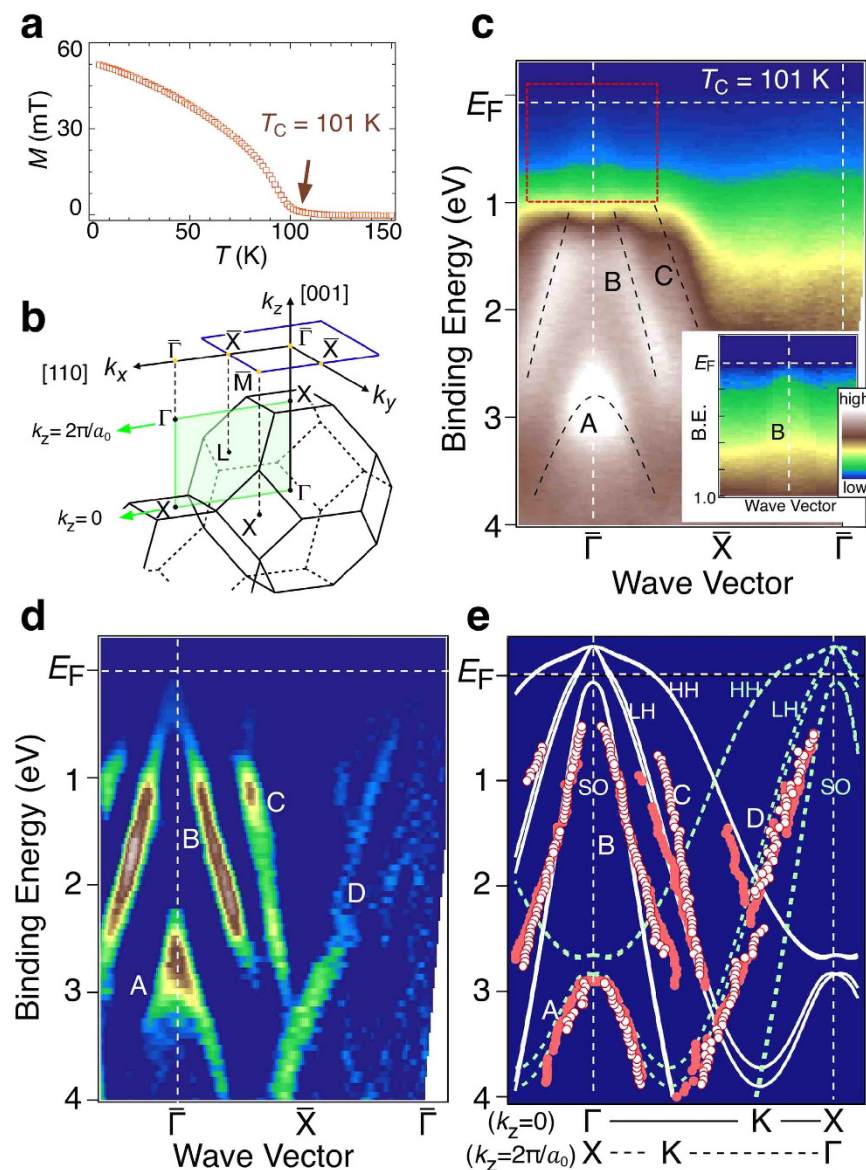 a
60
30
0
M (mT)
T_C = 101 K
0
50
100
150
T (K)
b
k_z
[001]
Γ̄
X̄
Γ̄
X̄
k_x
[110]
M̄
X
k_y
Γ
k_z=2π/a_0
L
Γ
X
k_z=0
X
c
T_C = 101 K
E_F
1
2
3
4
Binding Energy (eV)
B
C
A
E_F
B.E.
B
1.0
Wave Vector
high
low
Γ̄
X̄
Γ̄
Wave Vector
d
E_F
1
2
3
4
Binding Energy (eV)
C
B
D
A
Γ̄
X̄
Γ̄
Wave Vector
e
E_F
1
2
3
4
HH
HH
LH
LH
SO
C
SO
D
B
A
(k_z=0) Γ K X
(k_z=2π/a_0) X K Γ